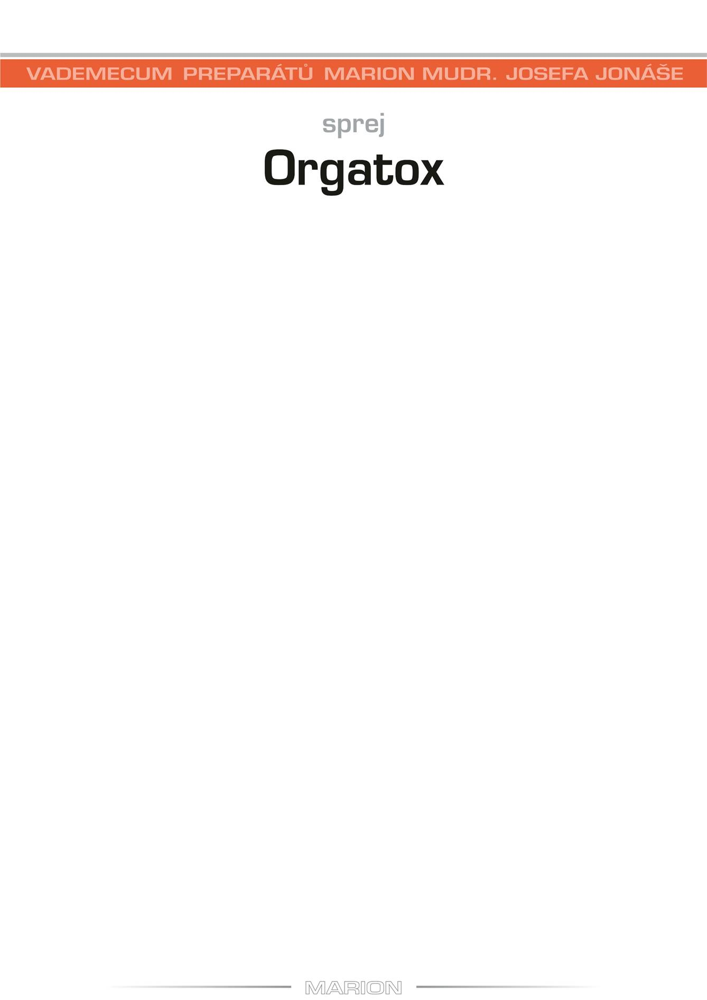 VADEMECUM PREPARÁTŮ MARION MUDR. JOSEFA JONÁŠE
sprej
Orgatox
MARION